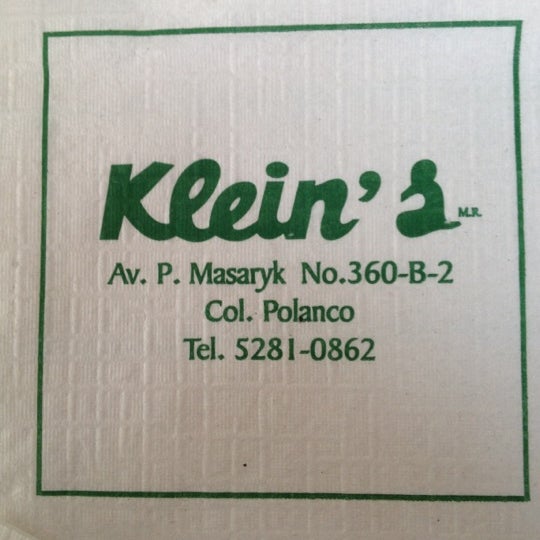 Klein's M.R.
Av. P. Masaryk No.360-B-2
Col. Polanco
Tel. 5281-0862